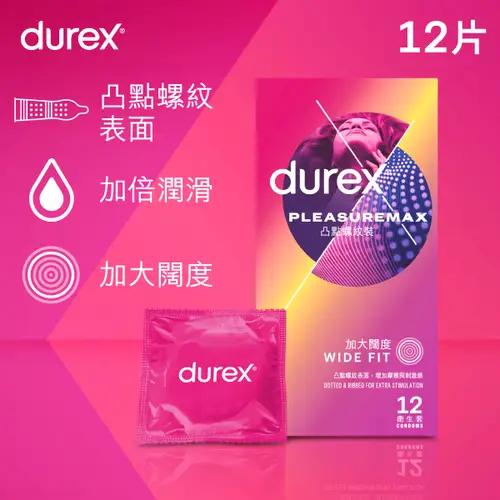 durex®
12片
凸點螺紋
表面
加倍潤滑
加大闊度
durex
PLEASUREMAX
凸點螺紋裝
加大闊度
WIDE FIT
凸點螺紋表面，增加摩擦與刺激感
DOTTED & RIBBED FOR EXTRA STIMULATION
12
衛生套
CONDOMS
durex®